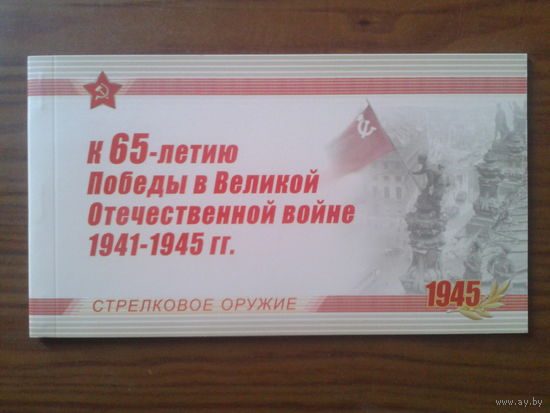 К 65-летию
Победы в Великой
Отечественной войне
1941-1945 гг.
СТРЕЛКОВОЕ ОРУЖИЕ
1945
© www.ay.by